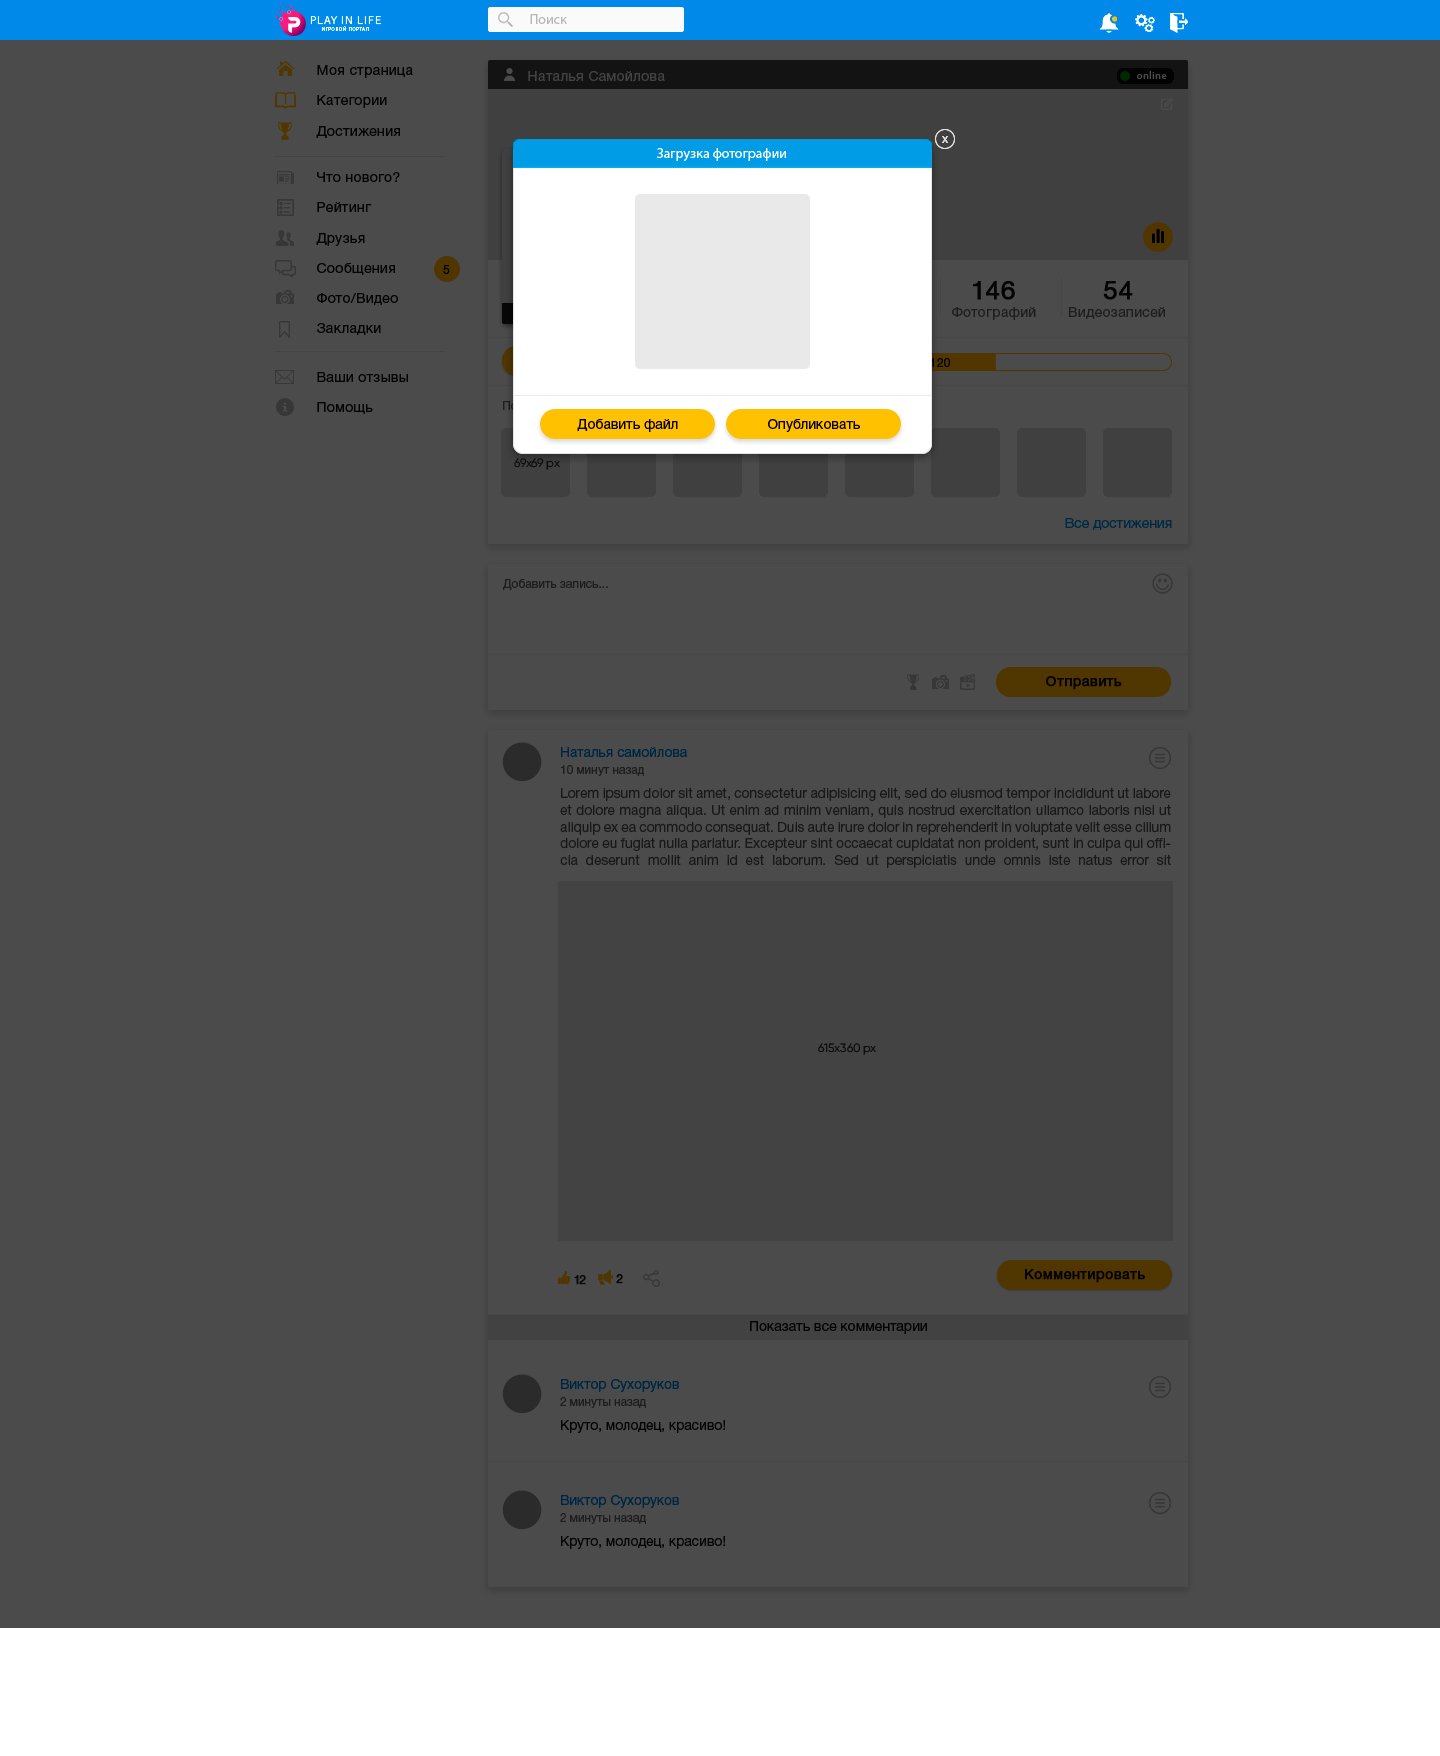 PLAY IN LIFE
ИГРОВОЙ ПОРТАЛ
Поиск
Моя страница
Категории
Достижения
Что нового?
Рейтинг
Друзья
Сообщения
5
Фото/Видео
Закладки
Ваши отзывы
Помощь
Наталья Самойлова
online
Загрузка фотографии
x
146
Фотографий
54
Видеозаписей
120
Добавить файл
Опубликовать
69x69 px
Все достижения
Добавить запись...
Отправить
Наталья самойлова
10 минут назад
Lorem ipsum dolor sit amet, consectetur adipisicing elit, sed do eiusmod tempor incididunt ut labore
et dolore magna aliqua. Ut enim ad minim veniam, quis nostrud exercitation ullamco laboris nisi ut
aliquip ex ea commodo consequat. Duis aute irure dolor in reprehenderit in voluptate velit esse cillum
dolore eu fugiat nulla pariatur. Excepteur sint occaecat cupidatat non proident, sunt in culpa qui offi-
cia deserunt mollit anim id est laborum. Sed ut perspiciatis unde omnis iste natus error sit
615x360 px
12
2
Комментировать
Показать все комментарии
Виктор Сухоруков
2 минуты назад
Круто, молодец, красиво!
Виктор Сухоруков
2 минуты назад
Круто, молодец, красиво!